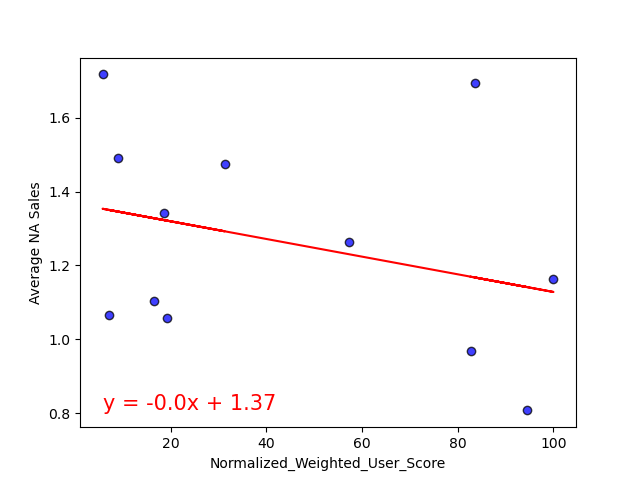 1.6
1.4
1.2
1.0
0.8
Average NA Sales
y = -0.0x + 1.37
20 40 60 80 100
Normalized_Weighted_User_Score